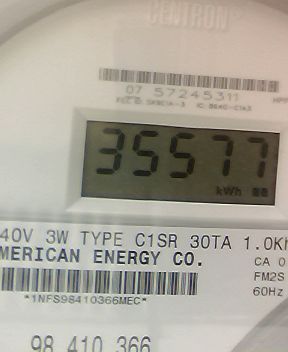 CENTRON
07 57245311
35577
kWh
40V 3W TYPE C1SR 30TA 1.0Kh
MERICAN ENERGY CO.
CA 0
FM2S
60Hz
*1NFS98410366MEC*
98 410 366